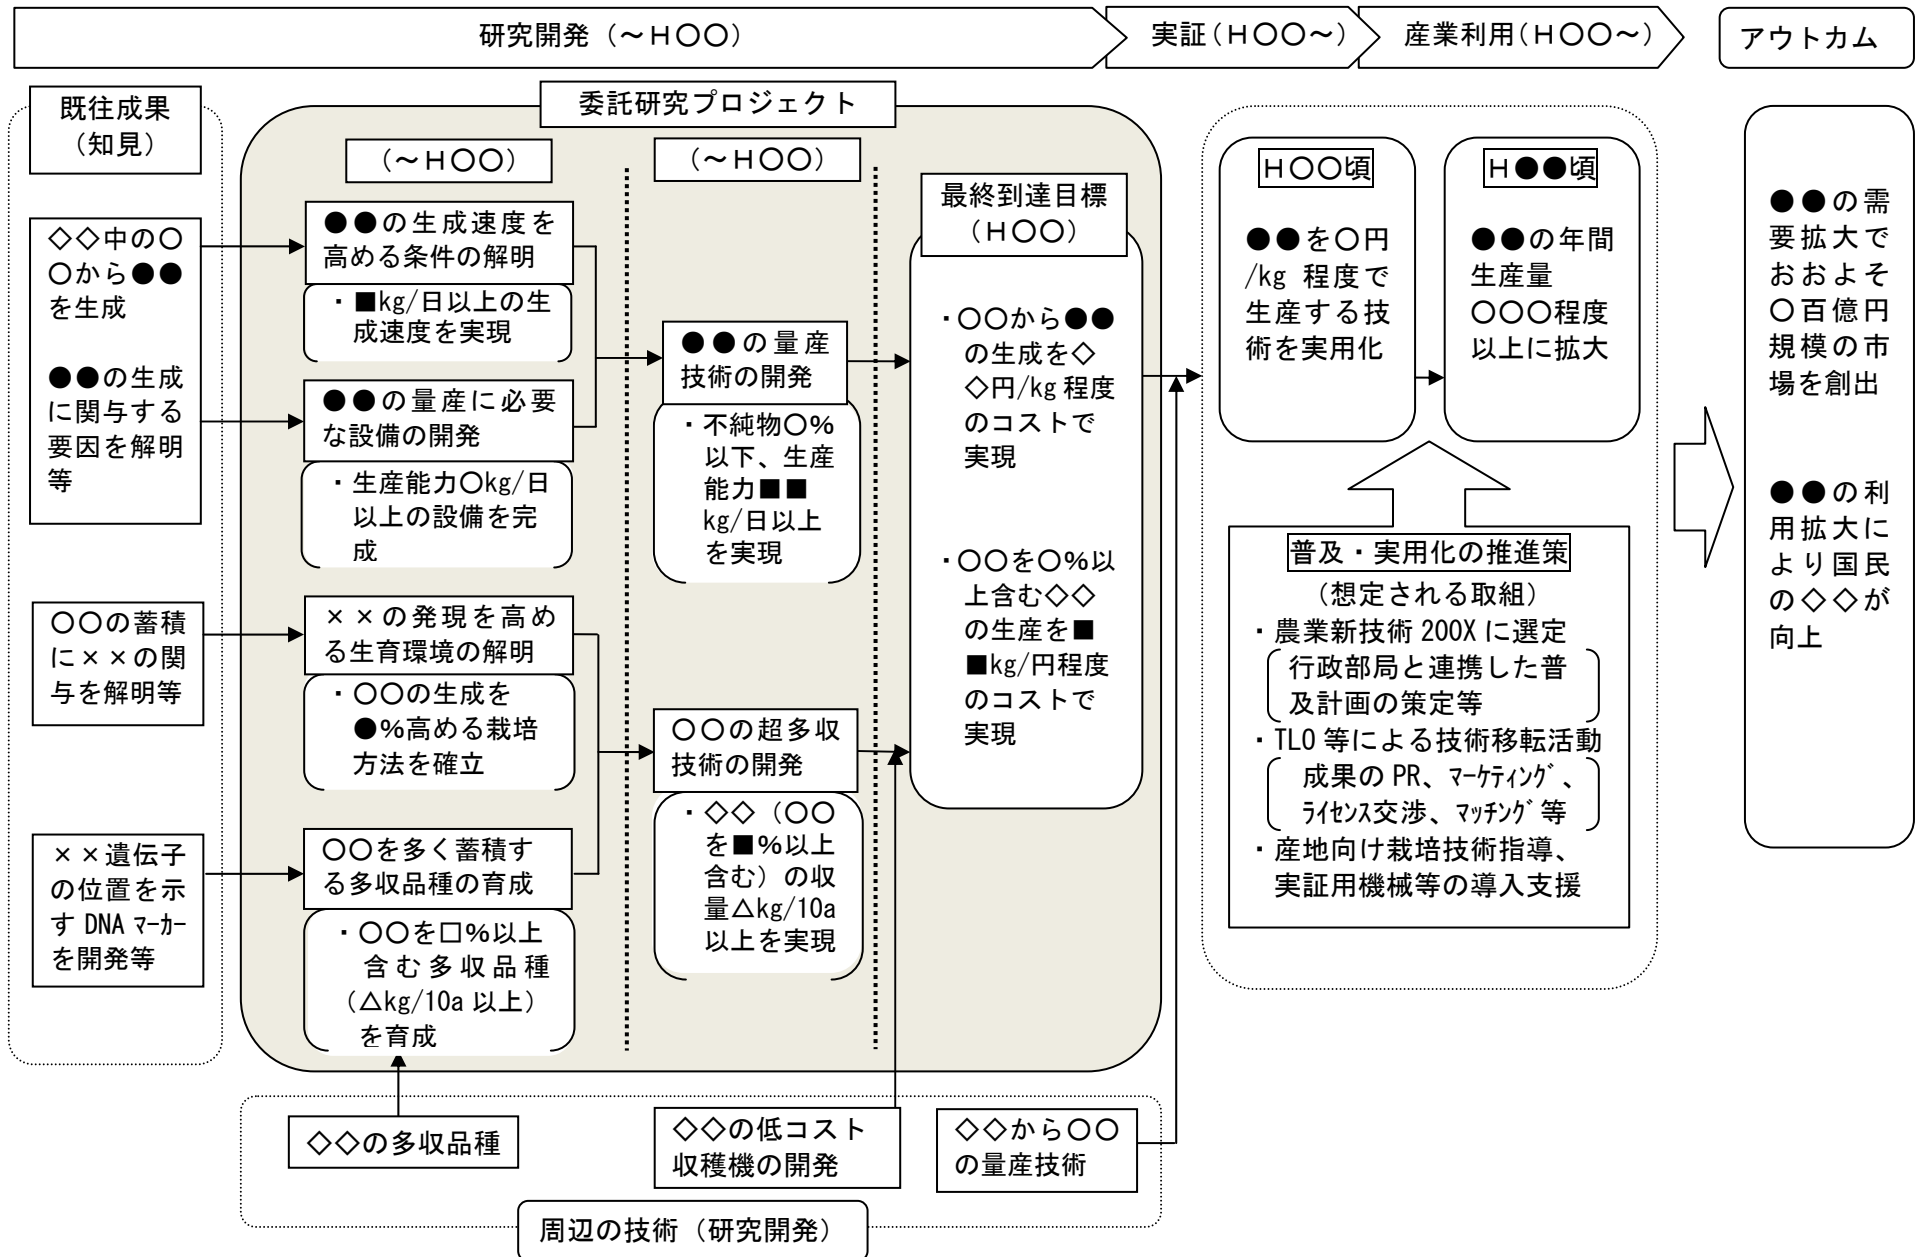 研究開発（～H〇〇）
実証(H〇〇～)
産業利用(H〇〇～)
アウトカム
既往成果
（知見）
◇◇中の〇
〇から●●
を生成
●●の生成
に関与する
要因を解明
等
〇〇の蓄積
に××の関
与を解明等
××遺伝子
の位置を示
す DNA ﾏｰｶｰ
を開発等
委託研究プロジェクト
（～H〇〇）
●●の生成速度を
高める条件の解明
・■kg/日以上の生
成速度を実現
●●の量産に必要
な設備の開発
・生産能力〇kg/日
以上の設備を完
成
××の発現を高め
る生育環境の解明
・〇〇の生成を
●%高める栽培
方法を確立
〇〇を多く蓄積す
る多収品種の育成
・〇〇を□%以上
含む多収品種
（△kg/10a 以上）
を育成
（～H〇〇）
●●の量産
技術の開発
・不純物〇%
以下、生産
能力■■
kg/日以上
を実現
〇〇の超多収
技術の開発
・◇◇（〇〇
を■%以上
含む）の収
量△kg/10a
以上を実現
最終到達目標
（H〇〇）
・〇〇から●●
の生成を◇
◇円/kg 程度
のコストで
実現
・〇〇を〇%以
上含む◇◇
の生産を■
■kg/円程度
のコストで
実現
H〇〇頃
●●を〇円
/kg 程度で
生産する技
術を実用化
H●●頃
●●の年間
生産量
〇〇〇程度
以上に拡大
普及・実用化の推進策
（想定される取組）
・農業新技術 200X に選定
行政部局と連携した普
及計画の策定等
・TLO 等による技術移転活動
成果の PR、ﾏｰｹﾃｨﾝｸﾞ、
ﾗｲｾﾝｽ交渉、ﾏｯﾁﾝｸﾞ等
・産地向け栽培技術指導、
実証用機械等の導入支援
●●の需
要拡大で
おおよそ
〇百億円
規模の市
場を創出
●●の利
用拡大に
より国民
の◇◇が
向上
◇◇の多収品種
◇◇の低コスト
収穫機の開発
◇◇から〇〇
の量産技術
周辺の技術（研究開発）